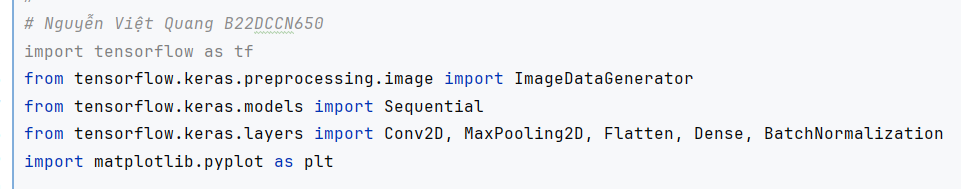 # Nguyễn Việt Quang B22DCCN650
import tensorflow as tf
from tensorflow.keras.preprocessing.image import ImageDataGenerator
from tensorflow.keras.models import Sequential
from tensorflow.keras.layers import Conv2D, MaxPooling2D, Flatten, Dense, BatchNormalization
import matplotlib.pyplot as plt